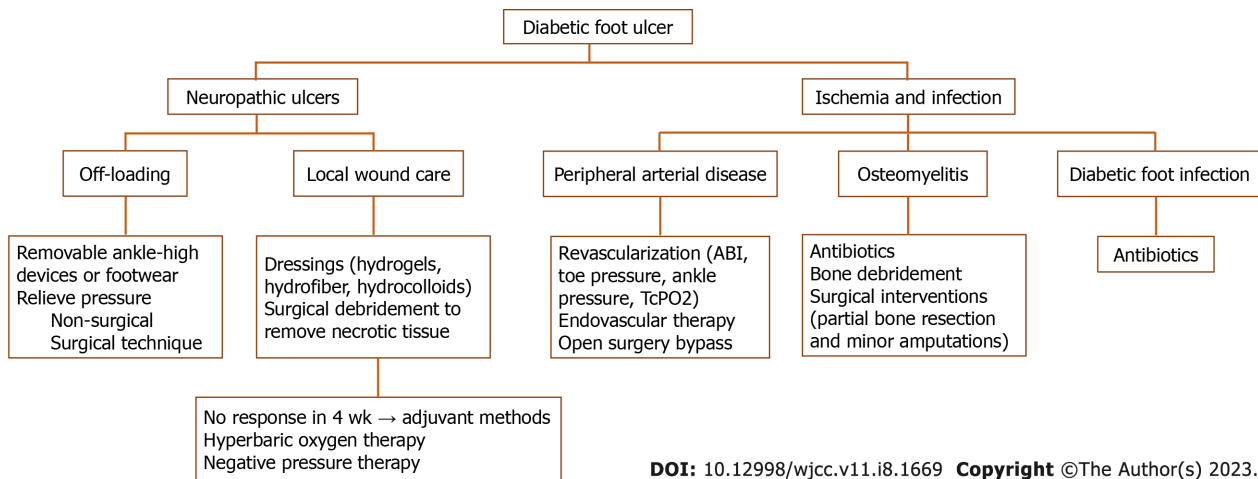 Diabetic foot ulcer
Neuropathic ulcers
Ischemia and infection
Off-loading
Local wound care
Peripheral arterial disease
Osteomyelitis
Diabetic foot infection
Removable ankle-high
devices or footwear
Relieve pressure
Non-surgical
Surgical technique
Dressings (hydrogels,
hydrofiber, hydrocolloids)
Surgical debridement to
remove necrotic tissue
Revascularization (ABI,
toe pressure, ankle
pressure, TcPO2)
Endovascular therapy
Open surgery bypass
Antibiotics
Bone debridement
Surgical interventions
(partial bone resection
and minor amputations)
Antibiotics
No response in 4 wk → adjuvant methods
Hyperbaric oxygen therapy
Negative pressure therapy
DOI: 10.12998/wjcc.v11.i8.1669 Copyright ©The Author(s) 2023.